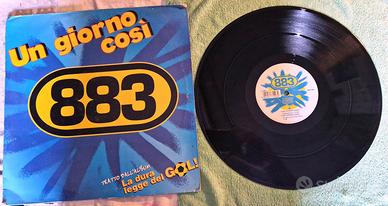 Un giorno
così
883
TRATTO DALL'ALBUM
"La dura
legge del GOL!
883